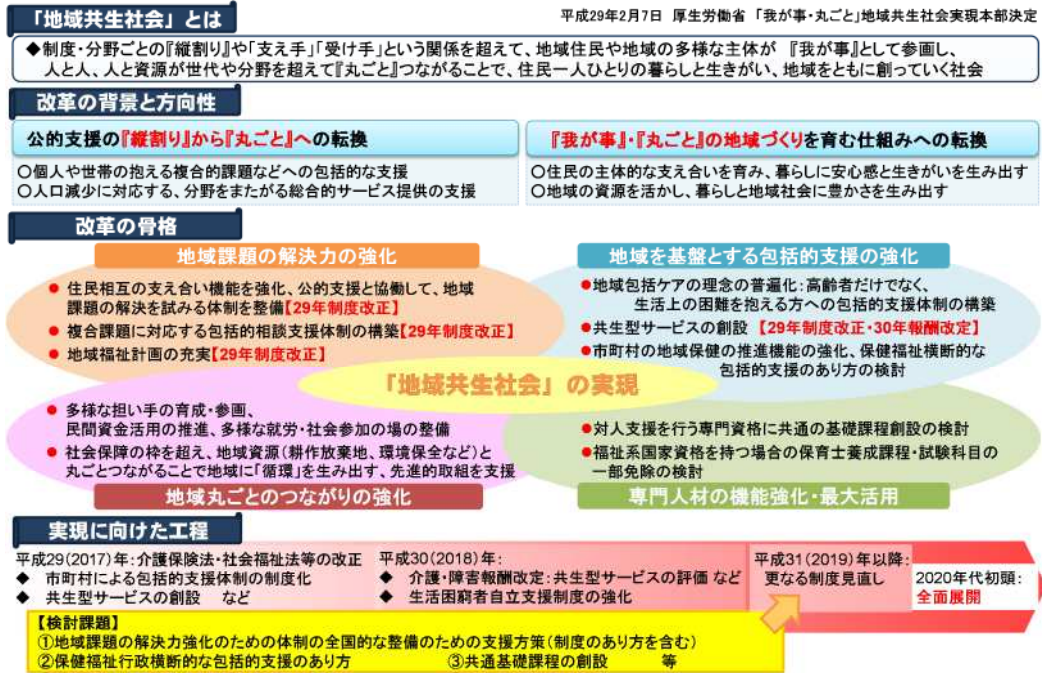 「地域共生社会」とは
平成29年2月7日 厚生労働省 「我が事・丸ごと」地域共生社会実現本部決定
◆制度・分野ごとの『縦割り』や「支え手」「受け手」という関係を超えて、地域住民や地域の多様な主体が 『我が事』として参画し、
人と人、人と資源が世代や分野を超えて『丸ごと』つながることで、住民一人ひとりの暮らしと生きがい、地域をともに創っていく社会
改革の背景と方向性
公的支援の『縦割り』から『丸ごと』への転換
○個人や世帯の抱える複合的課題などへの包括的な支援
○人口減少に対応する、分野をまたがる総合的サービス提供の支援
『我が事』・『丸ごと』の地域づくりを育む仕組みへの転換
○住民の主体的な支え合いを育み、暮らしに安心感と生きがいを生み出す
○地域の資源を活かし、暮らしと地域社会に豊かさを生み出す
改革の骨格
地域課題の解決力の強化
● 住民相互の支え合い機能を強化、公的支援と協働して、地域
課題の解決を試みる体制を整備【29年制度改正】
● 複合課題に対応する包括的相談支援体制の構築【29年制度改正】
● 地域福祉計画の充実【29年制度改正】
地域を基盤とする包括的支援の強化
●地域包括ケアの理念の普遍化:高齢者だけでなく、
生活上の困難を抱える方への包括的支援体制の構築
●共生型サービスの創設 【29年制度改正・30年報酬改定】
●市町村の地域保健の推進機能の強化、保健福祉横断的な
包括的支援のあり方の検討
「地域共生社会」の実現
● 多様な担い手の育成・参画、
民間資金活用の推進、多様な就労・社会参加の場の整備
● 社会保障の枠を超え、地域資源(耕作放棄地、環境保全など)と
丸ごとつながることで地域に「循環」を生み出す、先進的取組を支援
地域丸ごとのつながりの強化
●対人支援を行う専門資格に共通の基礎課程創設の検討
●福祉系国家資格を持つ場合の保育士養成課程・試験科目の
一部免除の検討
専門人材の機能強化・最大活用
実現に向けた工程
平成29(2017)年:介護保険法・社会福祉法等の改正
◆ 市町村による包括的支援体制の制度化
◆ 共生型サービスの創設 など
平成30(2018)年:
◆ 介護・障害報酬改定:共生型サービスの評価 など
◆ 生活困窮者自立支援制度の強化
平成31(2019)年以降:
更なる制度見直し
2020年代初頭:
全面展開
【検討課題】
①地域課題の解決力強化のための体制の全国的な整備のための支援方策(制度のあり方を含む)
②保健福祉行政横断的な包括的支援のあり方 ③共通基礎課程の創設 等